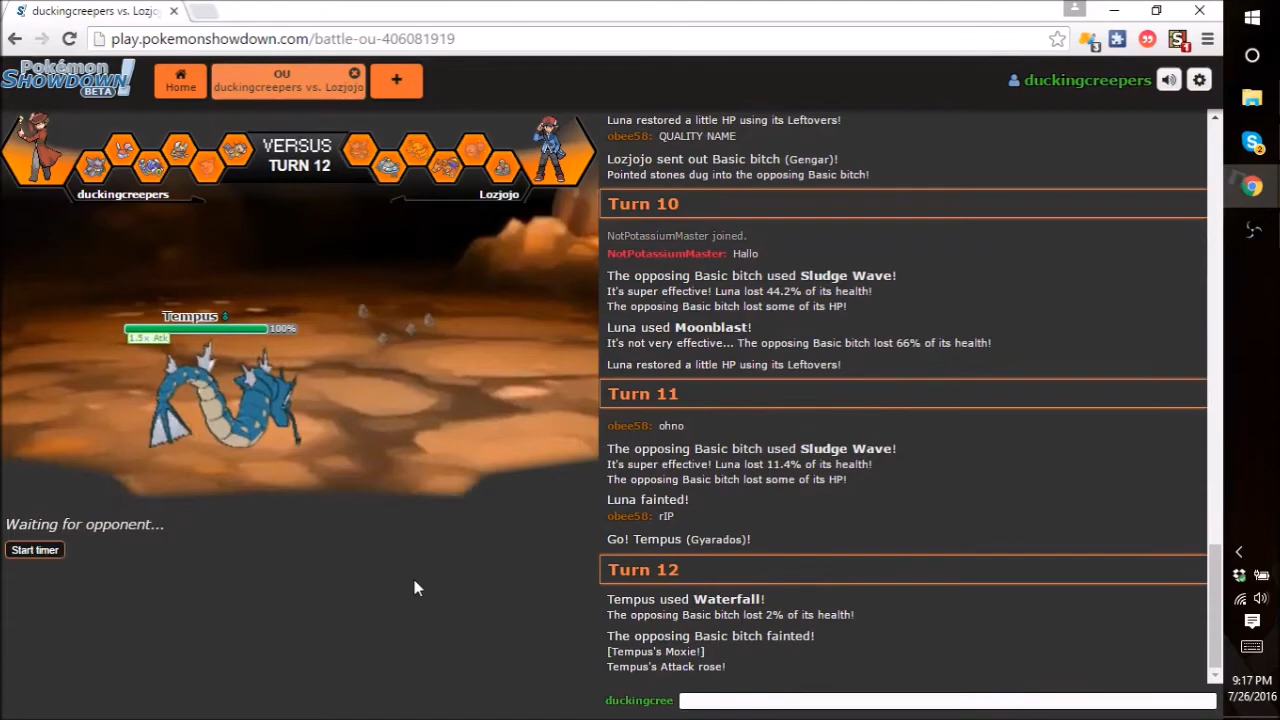 duckingcreepers vs. Lozjo
play.pokemonshowdown.com/battle-ou-406081919
3
1
Pokémon
SHOWDOWN!
BETA
Home
OU
duckingcreepers vs. Lozjojo
+
duckingcreepers
VERSUS
TURN 12
duckingcreepers
Lozjojo
Tempus
100%
1.5x Atk
Waiting for opponent...
Start timer
Luna restored a little HP using its Leftovers!
obee58: QUALITY NAME
Lozjojo sent out Basic bitch (Gengar)!
Pointed stones dug into the opposing Basic bitch!
Turn 10
NotPotassiumMaster joined.
NotPotassiumMaster: Hallo
The opposing Basic bitch used Sludge Wave!
It's super effective! Luna lost 44.2% of its health!
The opposing Basic bitch lost some of its HP!
Luna used Moonblast!
It's not very effective... The opposing Basic bitch lost 66% of its health!
Luna restored a little HP using its Leftovers!
Turn 11
obee58: ohno
The opposing Basic bitch used Sludge Wave!
It's super effective! Luna lost 11.4% of its health!
The opposing Basic bitch lost some of its HP!
Luna fainted!
obee58: rIP
Go! Tempus (Gyarados)!
Turn 12
Tempus used Waterfall!
The opposing Basic bitch lost 2% of its health!
The opposing Basic bitch fainted!
[Tempus's Moxie!]
Tempus's Attack rose!
duckingcree
2
9:17 PM
7/26/2016